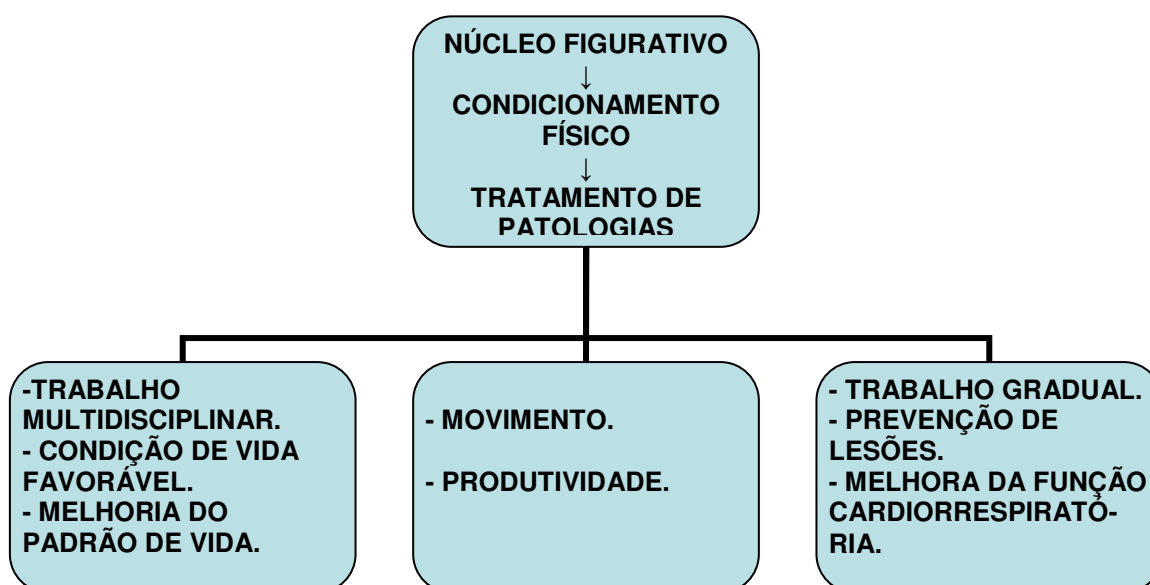 NÚCLEO FIGURATIVO
↓
CONDICIONAMENTO
FÍSICO
↓
TRATAMENTO DE
PATOLOGIAS
-TRABALHO
MULTIDISCIPLINAR.
- CONDIÇÃO DE VIDA
FAVORÁVEL.
- MELHORIA DO
PADRÃO DE VIDA.
- MOVIMENTO.
- PRODUTIVIDADE.
- TRABALHO GRADUAL.
- PREVENÇÃO DE
LESÕES.
- MELHORA DA FUNÇÃO
CARDIORRESPIRATÓ-
RIA.